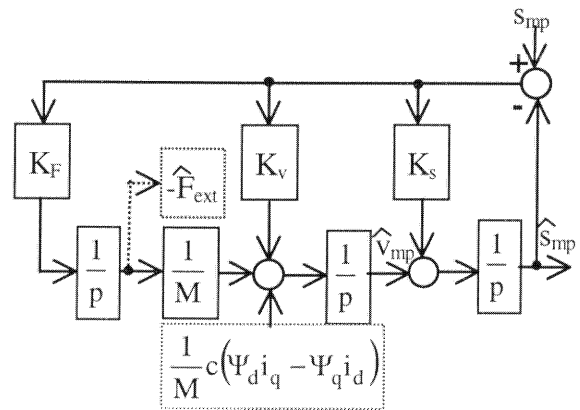 s_mp
+
-
K_F
-F̂_ext
K_v
K_s
1/p
1/M
1/p
v̂_mp
1/p
ŝ_mp
1/M c(Ψ_d i_q − Ψ_q i_d)